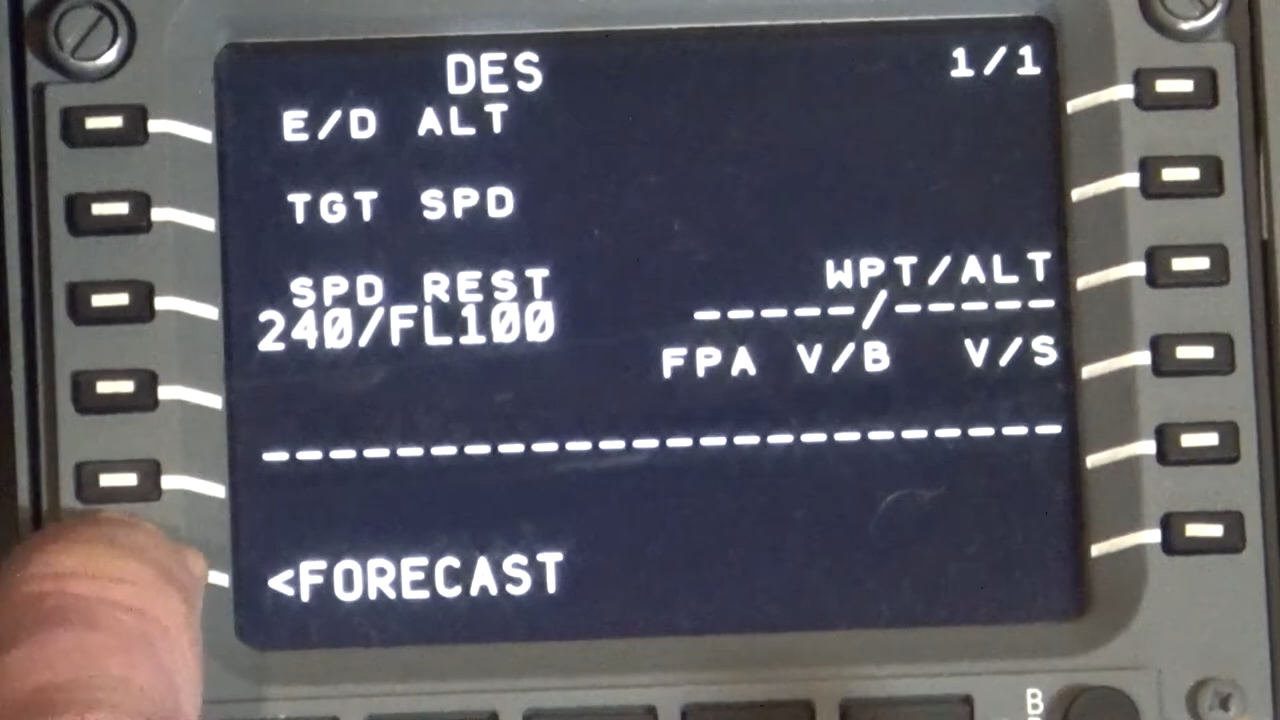 DES 1/1
E/D ALT
TGT SPD
SPD REST WPT/ALT
240/FL100 -----/-----
FPA V/B V/S
------------------------
<FORECAST
B